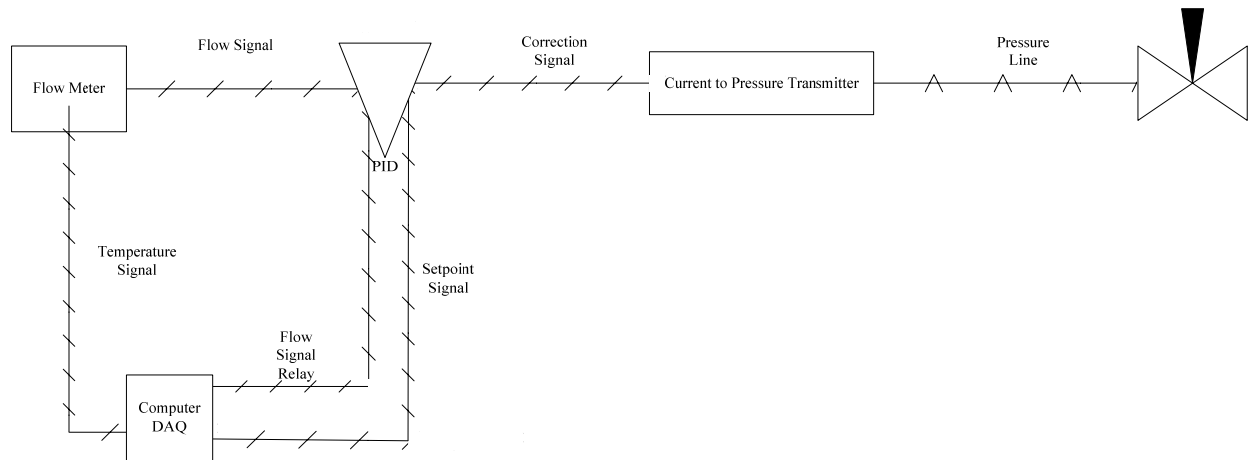 Flow Meter
Flow Signal
PID
Correction
Signal
Current to Pressure Transmitter
Pressure
Line
Temperature
Signal
Setpoint
Signal
Flow
Signal
Relay
Computer
DAQ